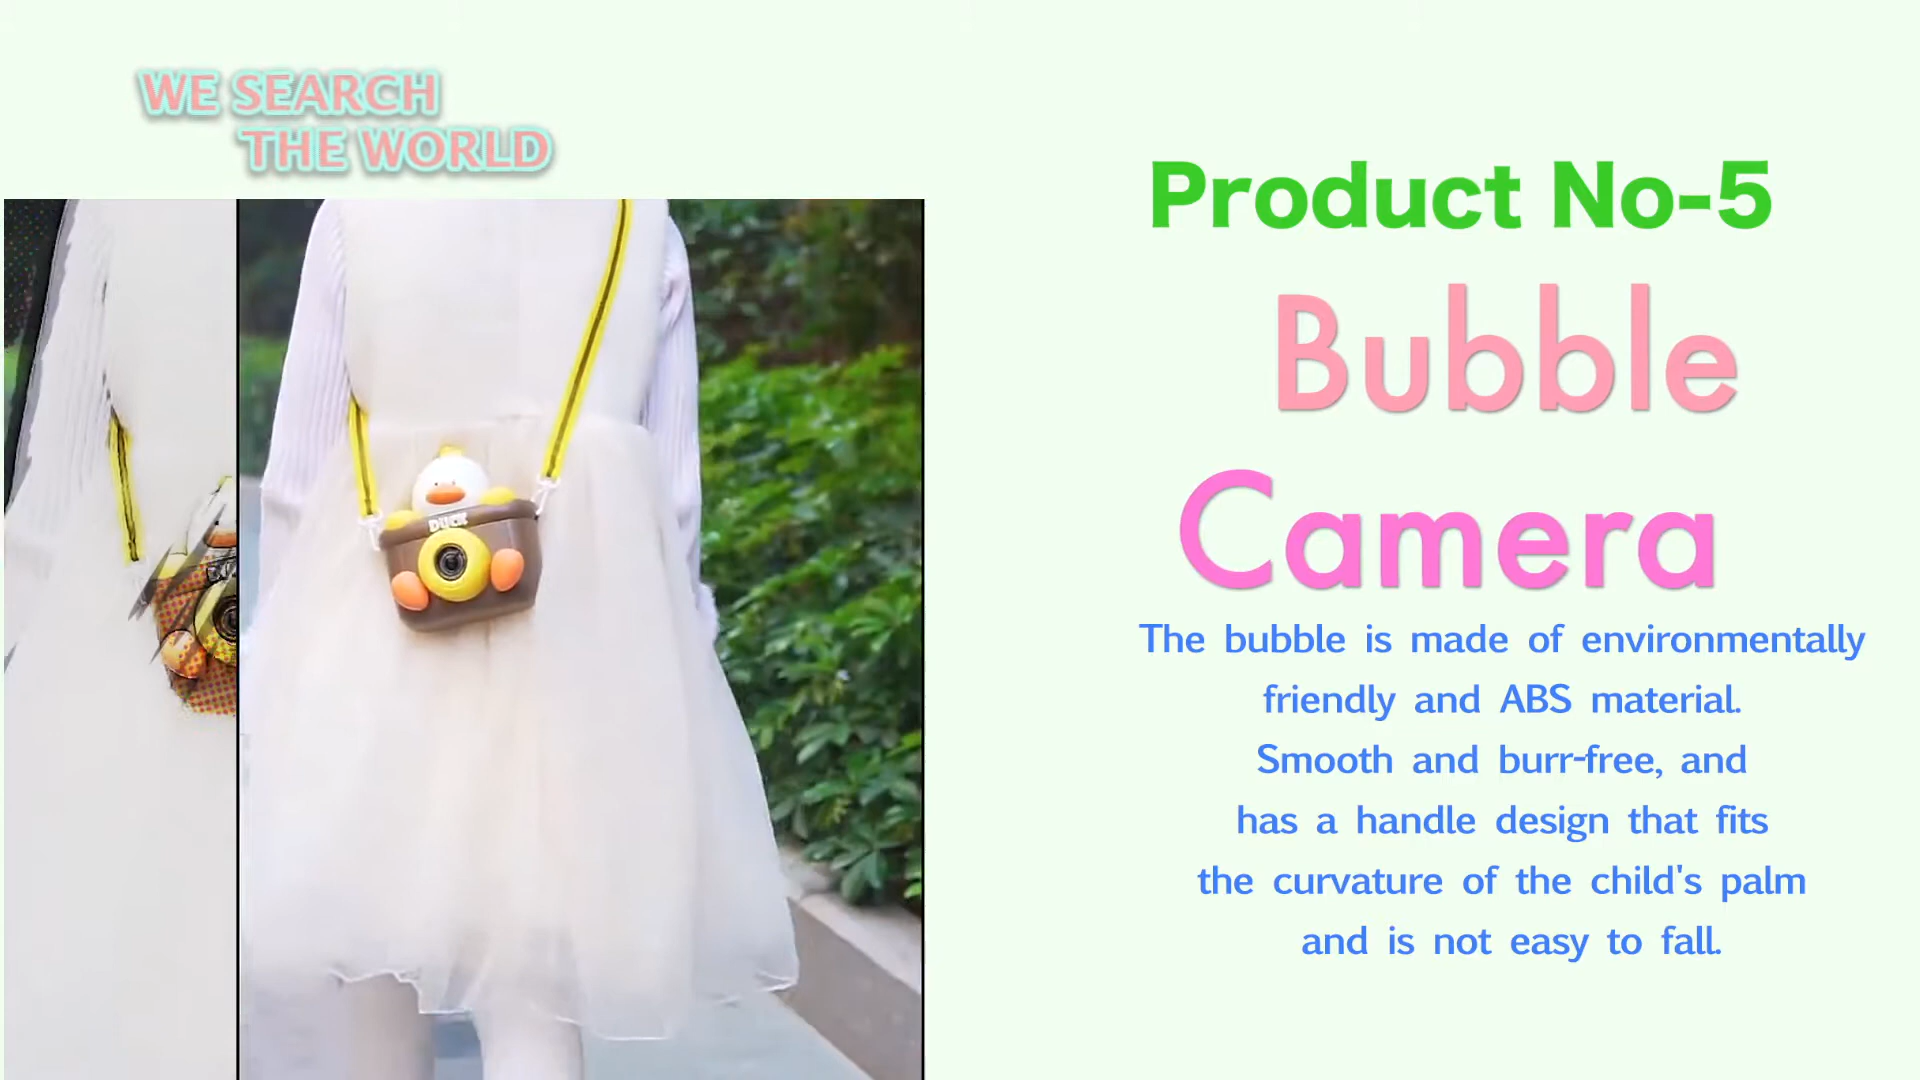 WE SEARCH
THE WORLD
Product No-5
Bubble
Camera
The bubble is made of environmentally
friendly and ABS material.
Smooth and burr-free, and
has a handle design that fits
the curvature of the child's palm
and is not easy to fall.
DUCK